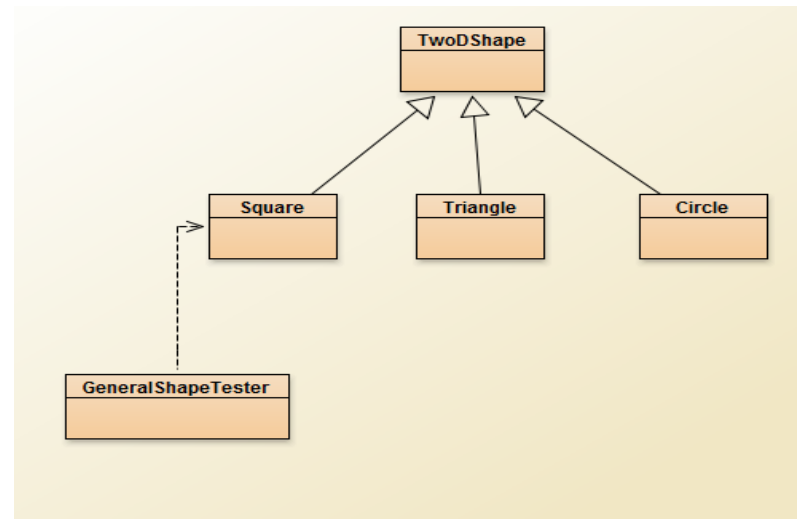 TwoDShape
Square
Triangle
Circle
GeneralShapeTester